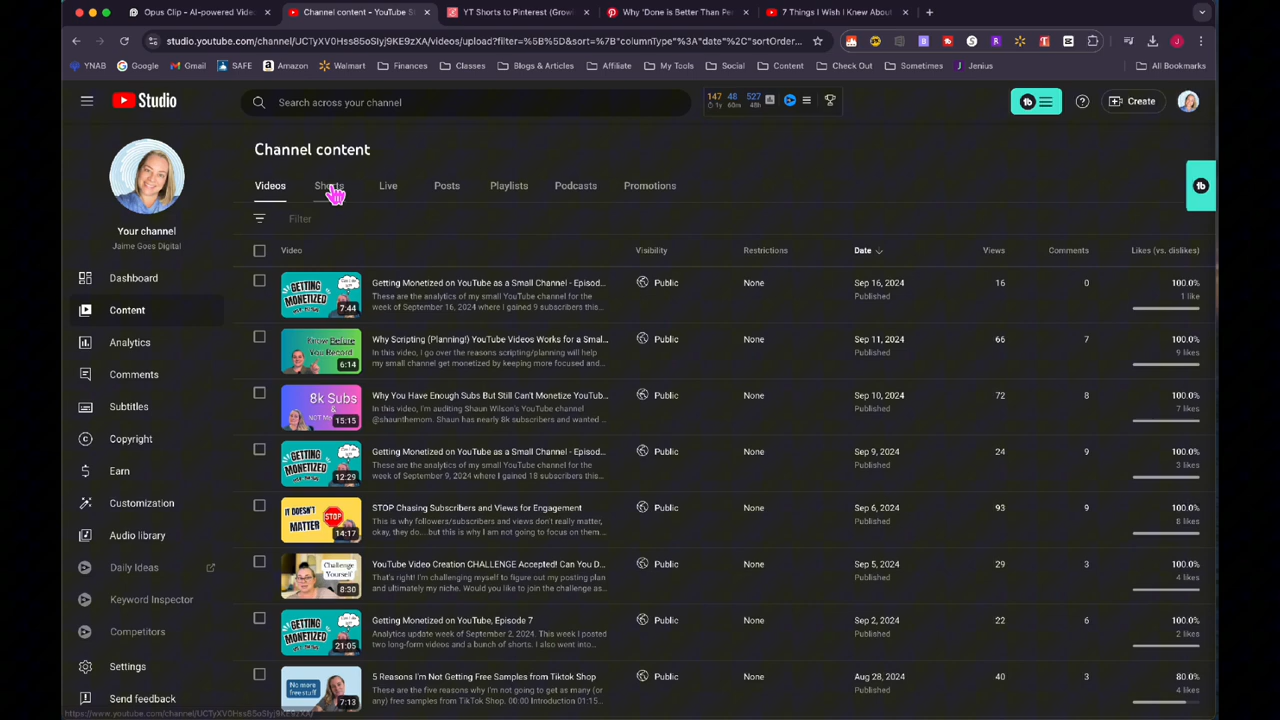 Opus Clip - AI-powered Vide
Channel content - YouTube S
YT Shorts to Pinterest (Grow
Why 'Done is Better Than Pe
7 Things I Wish I Knew Abou
studio.youtube.com/channel/UCTyXV0Hss85oSlyj9KE9zXA/videos/upload?filter=%5B%5D&sort=%7B"columnType"%3A"date"%2C"sortOrder...
YNAB
Google
Gmail
SAFE
Amazon
Walmart
Finances
Classes
Blogs & Articles
Affiliate
My Tools
Social
Content
Check Out
Sometimes
Jenius
All Bookmarks
Studio
Search across your channel
147 48 527
1y 60m 48h
Create
Your channel
Jaime Goes Digital
Dashboard
Content
Analytics
Comments
Subtitles
Copyright
Earn
Customization
Audio library
Daily Ideas
Keyword Inspector
Competitors
Settings
Send feedback
Channel content
Videos
Shorts
Live
Posts
Playlists
Podcasts
Promotions
Filter
Video
Visibility
Restrictions
Date
Views
Comments
Likes (vs. dislikes)
GETTING
MONETIZED
7:44
Getting Monetized on YouTube as a Small Channel - Episod...
These are the analytics of my small YouTube channel for the
week of September 16, 2024 where I gained 9 subscribers this...
Public
None
Sep 16, 2024
Published
16
0
100.0%
1 like
Know Before
You Record
6:14
Why Scripting (Planning!) YouTube Videos Works for a Smal...
In this video, I go over the reasons scripting/planning will help
my small channel get monetized by keeping more focused and...
Public
None
Sep 11, 2024
Published
66
7
100.0%
9 likes
8k Subs
&
15:15
Why You Have Enough Subs But Still Can't Monetize YouTub...
In this video, I'm auditing Shaun Wilson's YouTube channel
@shaunthemom. Shaun has nearly 8k subscribers and wanted ...
Public
None
Sep 10, 2024
Published
72
8
100.0%
7 likes
GETTING
MONETIZED
12:29
Getting Monetized on YouTube as a Small Channel - Episod...
These are the analytics of my small YouTube channel for the
week of September 9, 2024 where I gained 18 subscribers this...
Public
None
Sep 9, 2024
Published
24
9
100.0%
3 likes
IT DOESN'T
MATTER
STOP
14:17
STOP Chasing Subscribers and Views for Engagement
This is why followers/subscribers and views don't really matter,
okay, they do....but this is why I am not going to focus on them...
Public
None
Sep 6, 2024
Published
93
9
100.0%
8 likes
Challenge
Yourself
8:30
YouTube Video Creation CHALLENGE Accepted! Can You D...
That's right! I'm challenging myself to figure out my posting plan
and ultimately my niche. Would you like to join the challenge as...
Public
None
Sep 5, 2024
Published
29
3
100.0%
4 likes
GETTING
MONETIZED
21:05
Getting Monetized on YouTube, Episode 7
Analytica update week of September 2, 2024. This week I posted
two long-form videos and a bunch of shorts. I also went into...
Public
None
Sep 2, 2024
Published
22
6
100.0%
2 likes
No more
free stuff
7:13
5 Reasons I'm Not Getting Free Samples from Tiktok Shop
These are the five reasons why I'm not going to get as many (or
any) free samples from TikTok Shop. 00:00 Introduction 01:15...
Public
None
Aug 28, 2024
Published
40
3
80.0%
4 likes